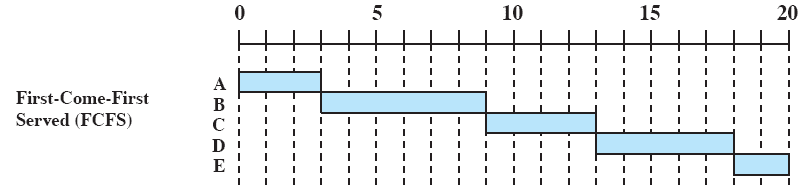 0 5 10 15 20
First-Come-First
Served (FCFS)
A
B
C
D
E